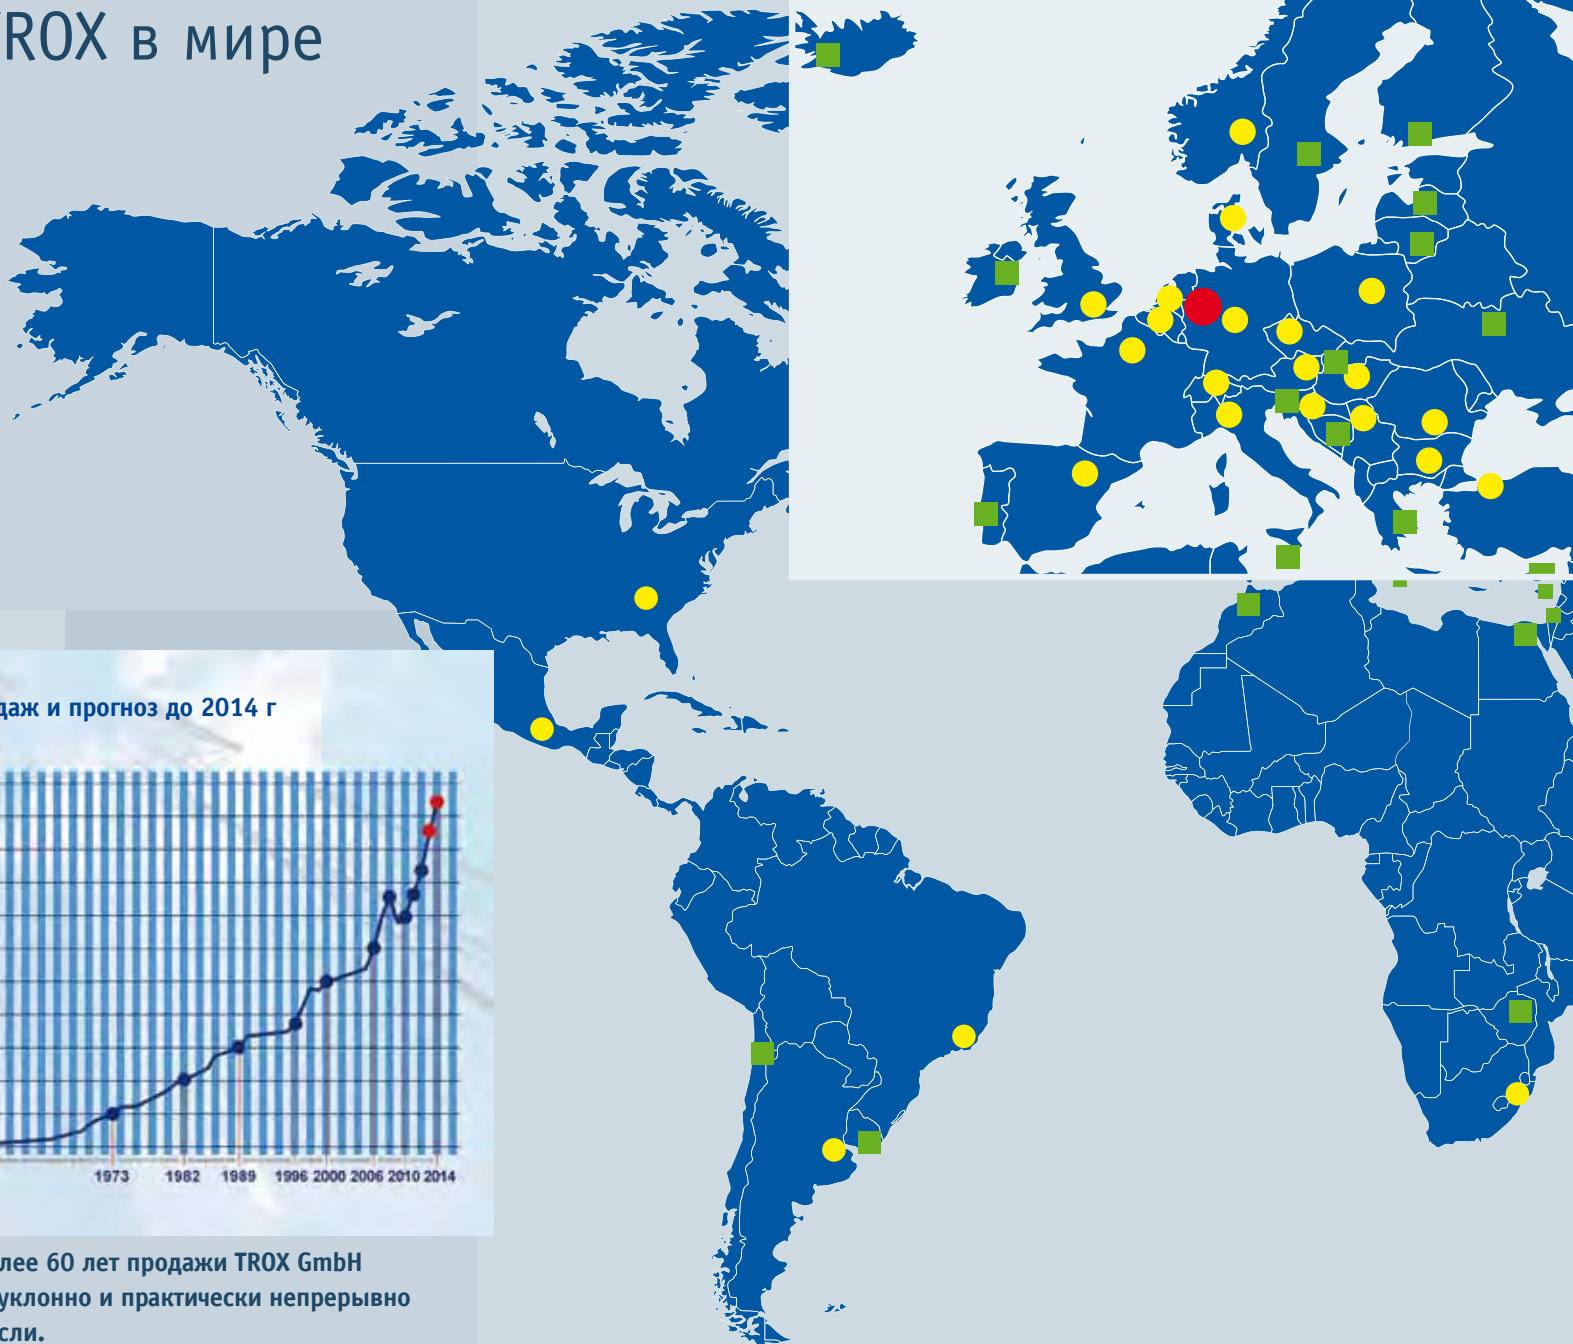 TROX в мире
даж и прогноз до 2014 г
1973 1982 1989 1996 2000 2006 2010 2014
лее 60 лет продажи TROX GmbH
уклонно и практически непрерывно
сли.